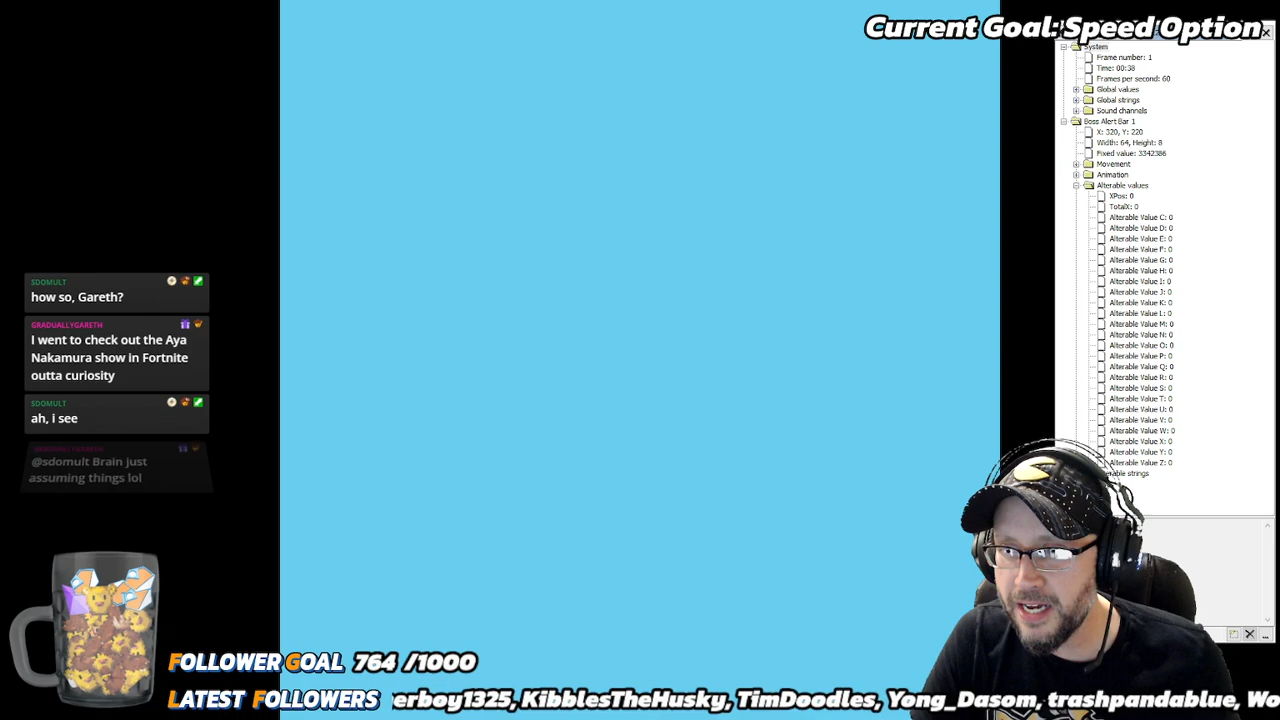 Current Goal: Speed Option
System
Frame number: 1
Time: 00:38
Frames per second: 60
Global values
Global strings
Sound channels
Boss Alert Bar 1
X: 320, Y: 220
Width: 64, Height: 8
Fixed value: 3342386
Movement
Animation
Alterable values
XPos: 0
TotalX: 0
Alterable Value C: 0
Alterable Value D: 0
Alterable Value E: 0
Alterable Value F: 0
Alterable Value G: 0
Alterable Value H: 0
Alterable Value I: 0
Alterable Value J: 0
Alterable Value K: 0
Alterable Value L: 0
Alterable Value M: 0
Alterable Value N: 0
Alterable Value O: 0
Alterable Value P: 0
Alterable Value Q: 0
Alterable Value R: 0
Alterable Value S: 0
Alterable Value T: 0
Alterable Value U: 0
Alterable Value V: 0
Alterable Value W: 0
Alterable Value X: 0
Alterable Value Y: 0
Alterable Value Z: 0
erable strings
SDOMULT
how so, Gareth?
GRADUALLYGARETH
I went to check out the Aya
Nakamura show in Fortnite
outta curiosity
SDOMULT
ah, i see
GRADUALLYGARETH
@sdomult Brain just
assuming things lol
FOLLOWER GOAL 764 /1000
LATEST FOLLOWERS erboy1325, KibblesTheHusky, TimDoodles, Yong_Dasom, trashpandablue, Wo